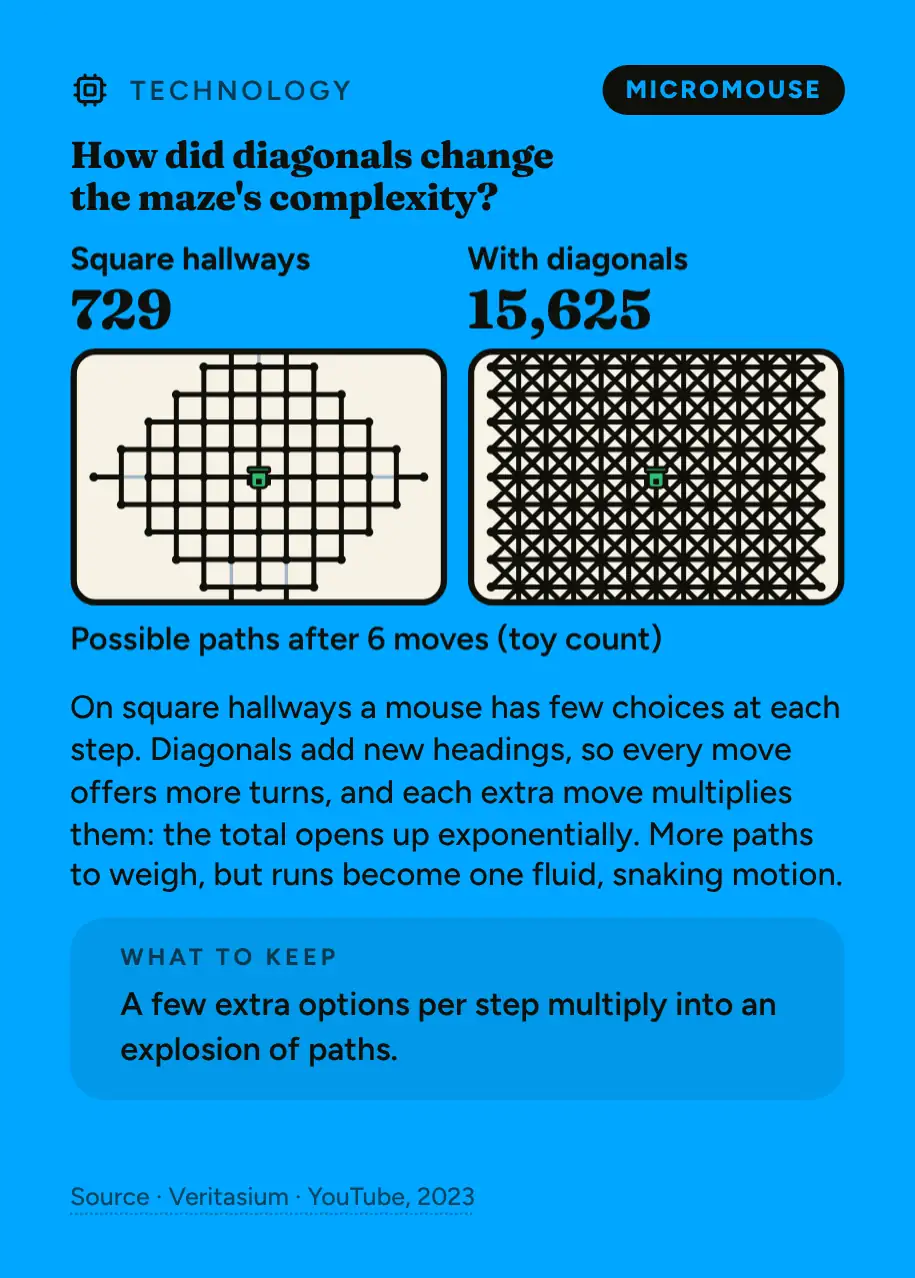 TECHNOLOGY
MICROMOUSE
How did diagonals change
the maze's complexity?
Square hallways
729
With diagonals
15,625
Possible paths after 6 moves (toy count)
On square hallways a mouse has few choices at each
step. Diagonals add new headings, so every move
offers more turns, and each extra move multiplies
them: the total opens up exponentially. More paths
to weigh, but runs become one fluid, snaking motion.
WHAT TO KEEP
A few extra options per step multiply into an
explosion of paths.
Source · Veritasium · YouTube, 2023